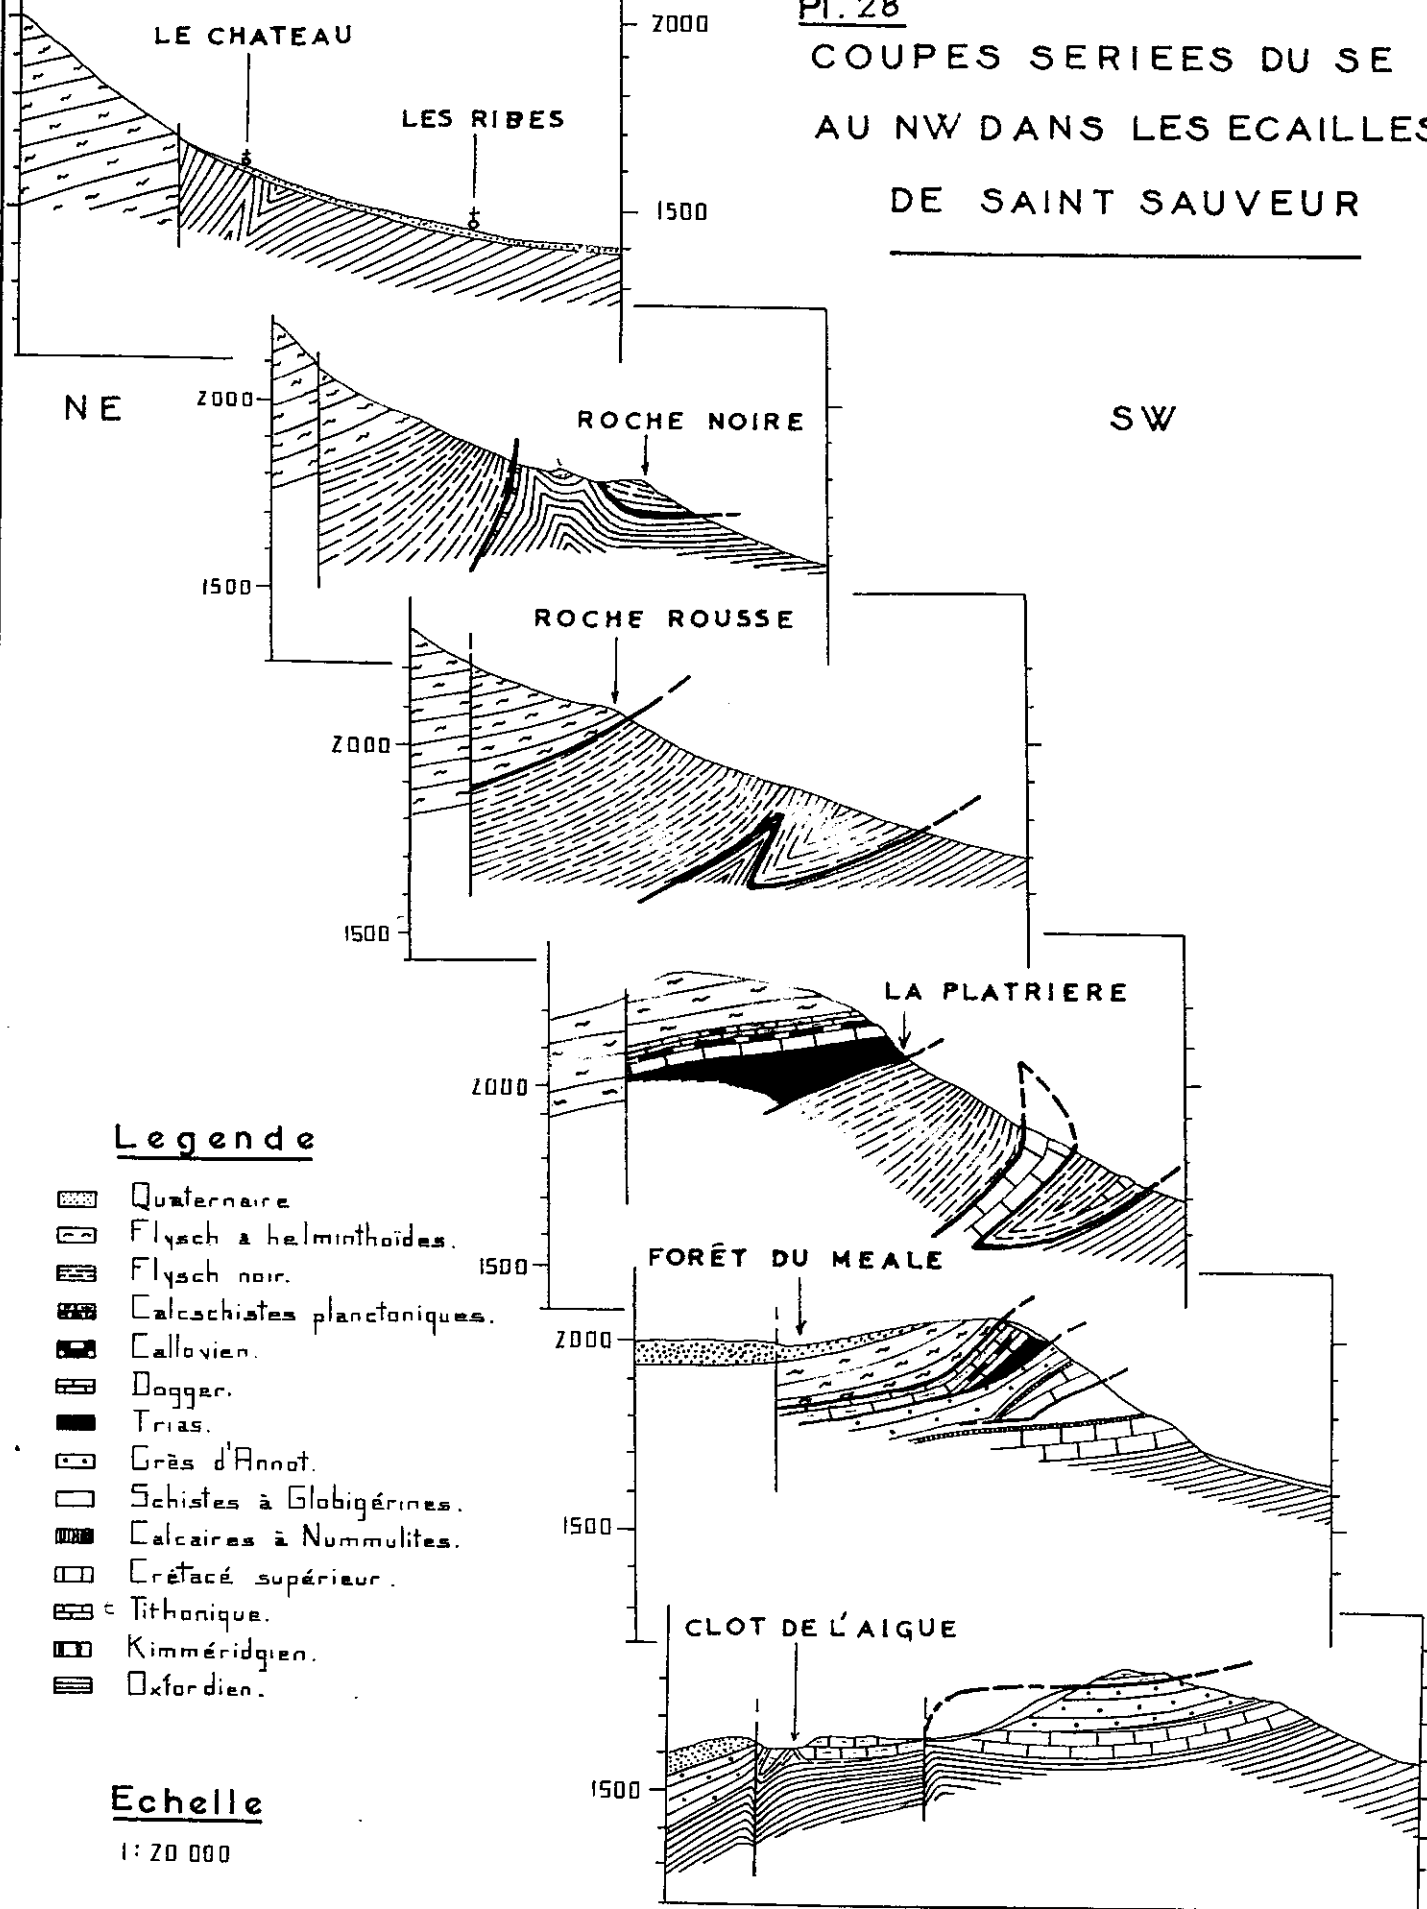 Pl. 28
COUPES SERIEES DU SE
AU NW DANS LES ECAILLES
DE SAINT SAUVEUR
LE CHATEAU
LES RIBES
2000
1500
NE
SW
2000
ROCHE NOIRE
1500
ROCHE ROUSSE
2000
1500
LA PLATRIERE
2000
1500
FORÊT DU MEALE
2000
1500
CLOT DE L'AIGUE
1500
Legende
Quaternaire
Flysch a helminthoïdes.
Flysch noir.
Calcschistes planctoniques.
Callovien.
Dogger.
Trias.
Grès d'Annot.
Schistes à Globigérines.
Calcaires à Nummulites.
Crétacé supérieur.
Tithonique.
Kimméridgien.
Oxfordien.
Echelle
1:20 000